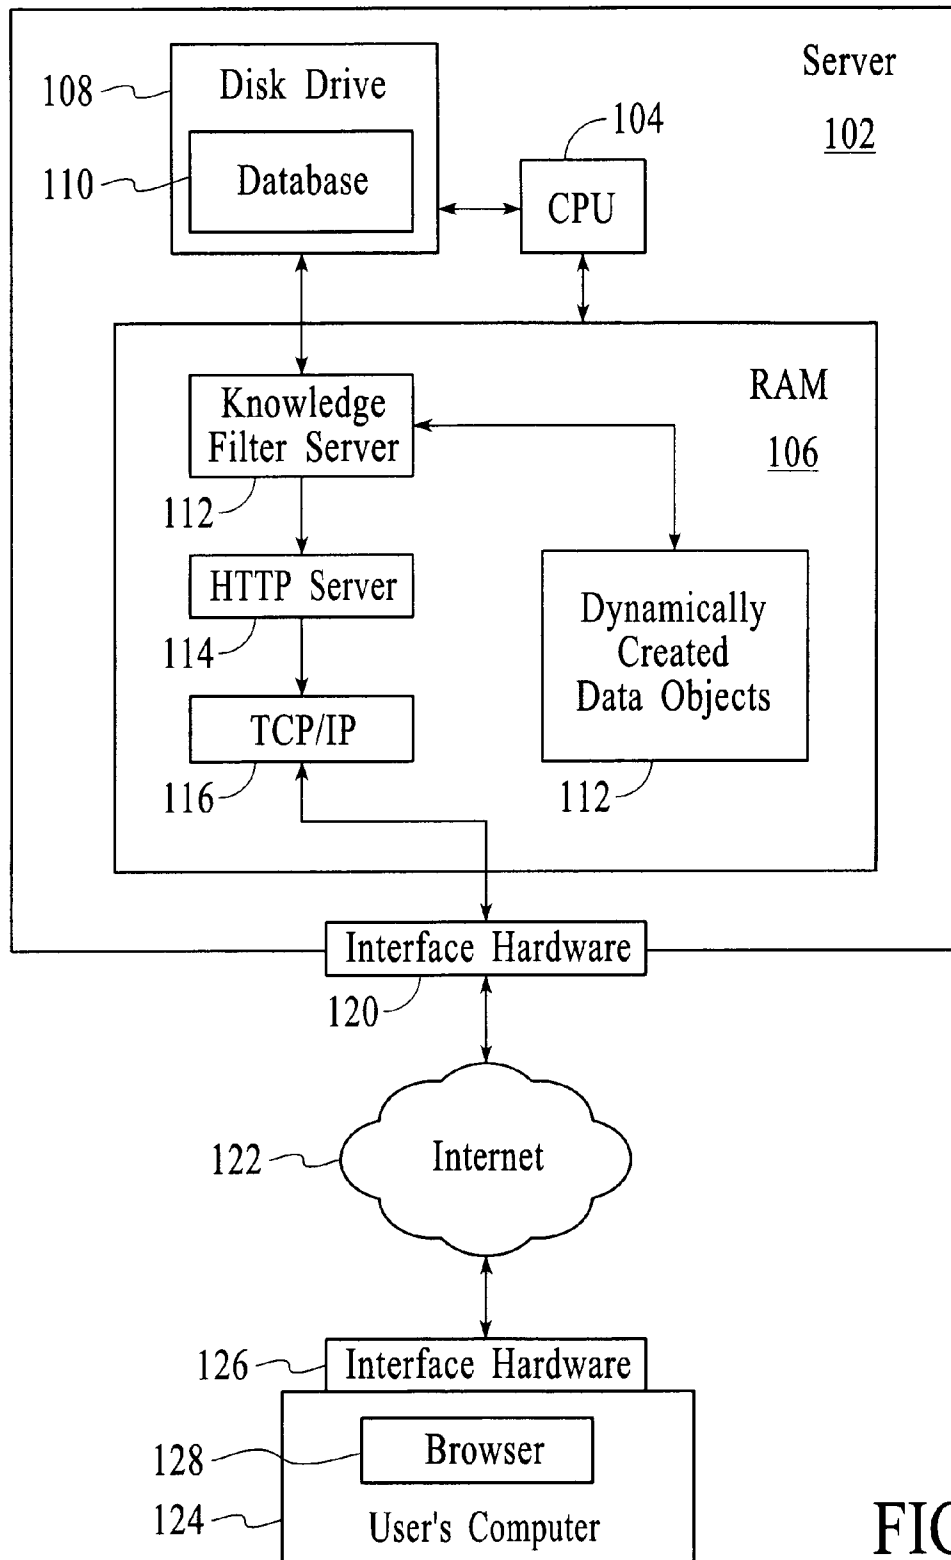 Server
102
108
Disk Drive
110
Database
104
CPU
RAM
106
Knowledge
Filter Server
112
HTTP Server
114
TCP/IP
116
Dynamically
Created
Data Objects
112
Interface Hardware
120
122
Internet
126
Interface Hardware
128
Browser
124
User's Computer
FIG